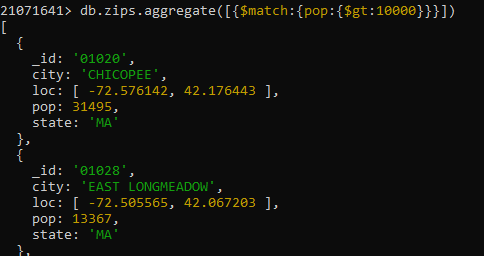 21071641> db.zips.aggregate([{$match:{pop:{$gt:10000}}}])
[
  {
    _id: '01020',
    city: 'CHICOPEE',
    loc: [ -72.576142, 42.176443 ],
    pop: 31495,
    state: 'MA'
  },
  {
    _id: '01028',
    city: 'EAST LONGMEADOW',
    loc: [ -72.505565, 42.067203 ],
    pop: 13367,
    state: 'MA'
  },